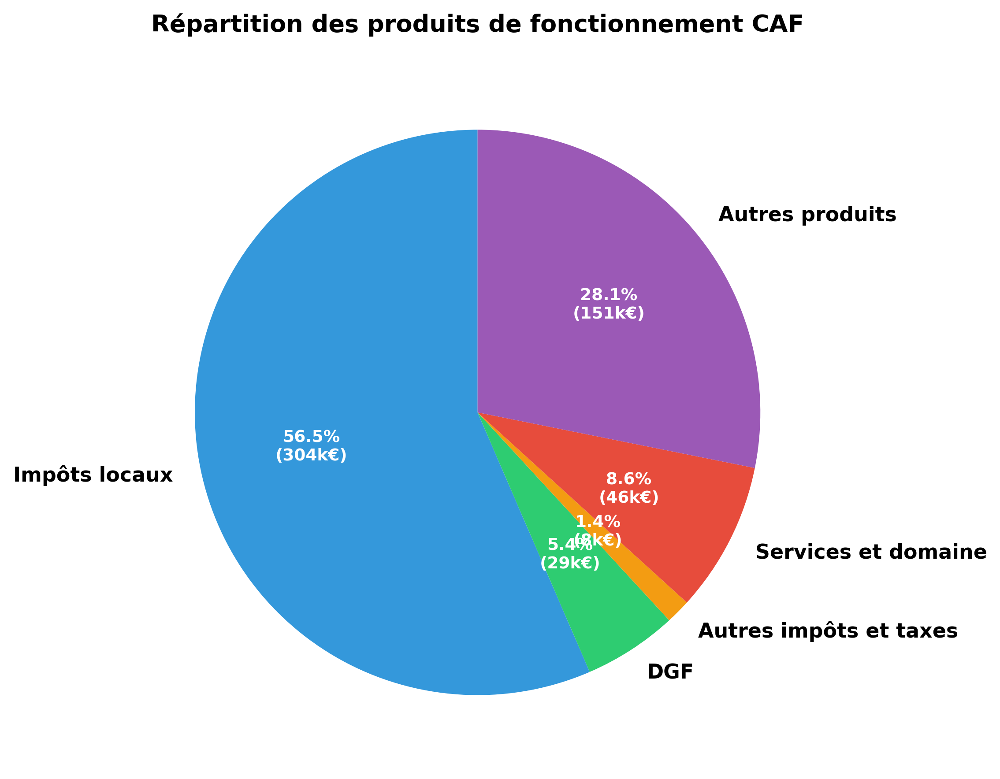 Répartition des produits de fonctionnement CAF
Autres produits
28.1%
(151k€)
56.5%
(304k€)
Impôts locaux
8.6%
(46k€)
1.4%
(8k€)
5.4%
(29k€)
Services et domaine
Autres impôts et taxes
DGF